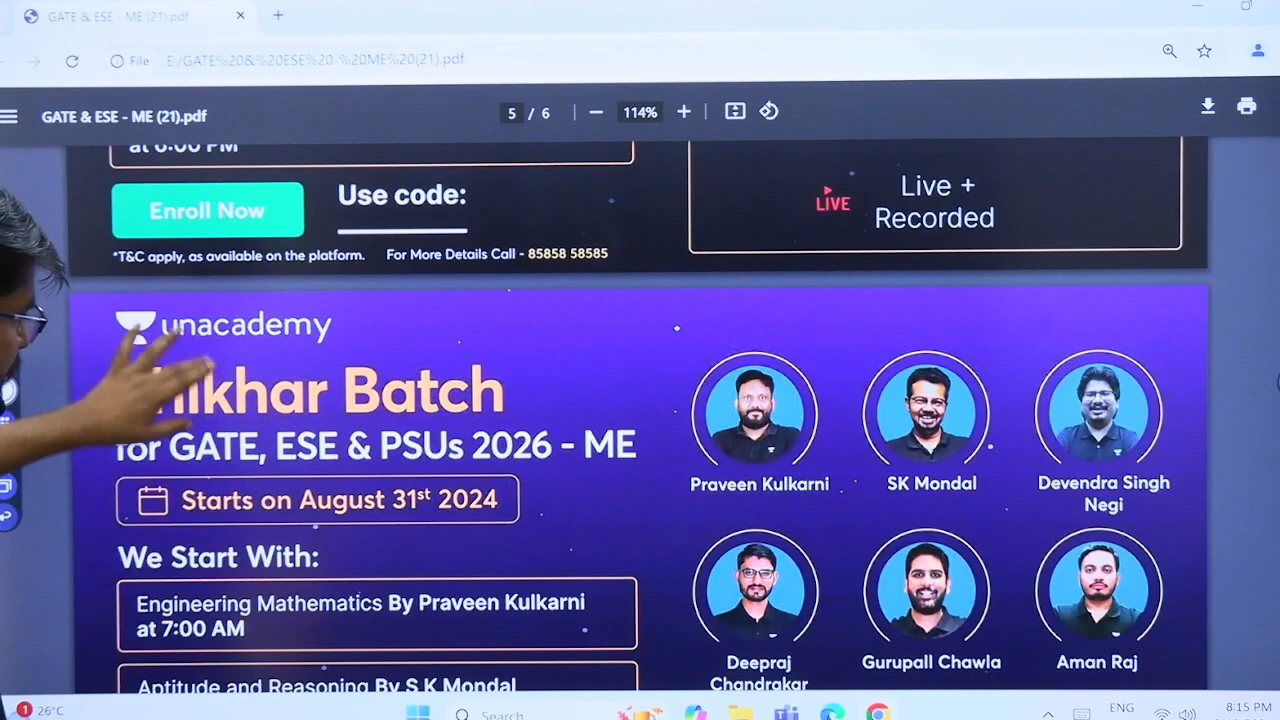 GATE & ESE - ME (21).pdf
File
E:/GATE%20&%20ESE%20-%20ME%20(21).pdf
GATE & ESE - ME (21).pdf
5 / 6
114%
at 6:00 PM
Enroll Now
Use code:
*T&C apply, as available on the platform.
For More Details Call - 85858 58585
LIVE
Live +
Recorded
unacademy
Batch
for GATE, ESE & PSUs 2026 - ME
Starts on August 31st 2024
We Start With:
Engineering Mathematics By Praveen Kulkarni
at 7:00 AM
Aptitude and Reasoning By S K Mondal
Praveen Kulkarni
SK Mondal
Devendra Singh
Negi
Deepraj
Chandrakar
Gurupall Chawla
Aman Raj
1
26°C
Search
ENG
8:15 PM